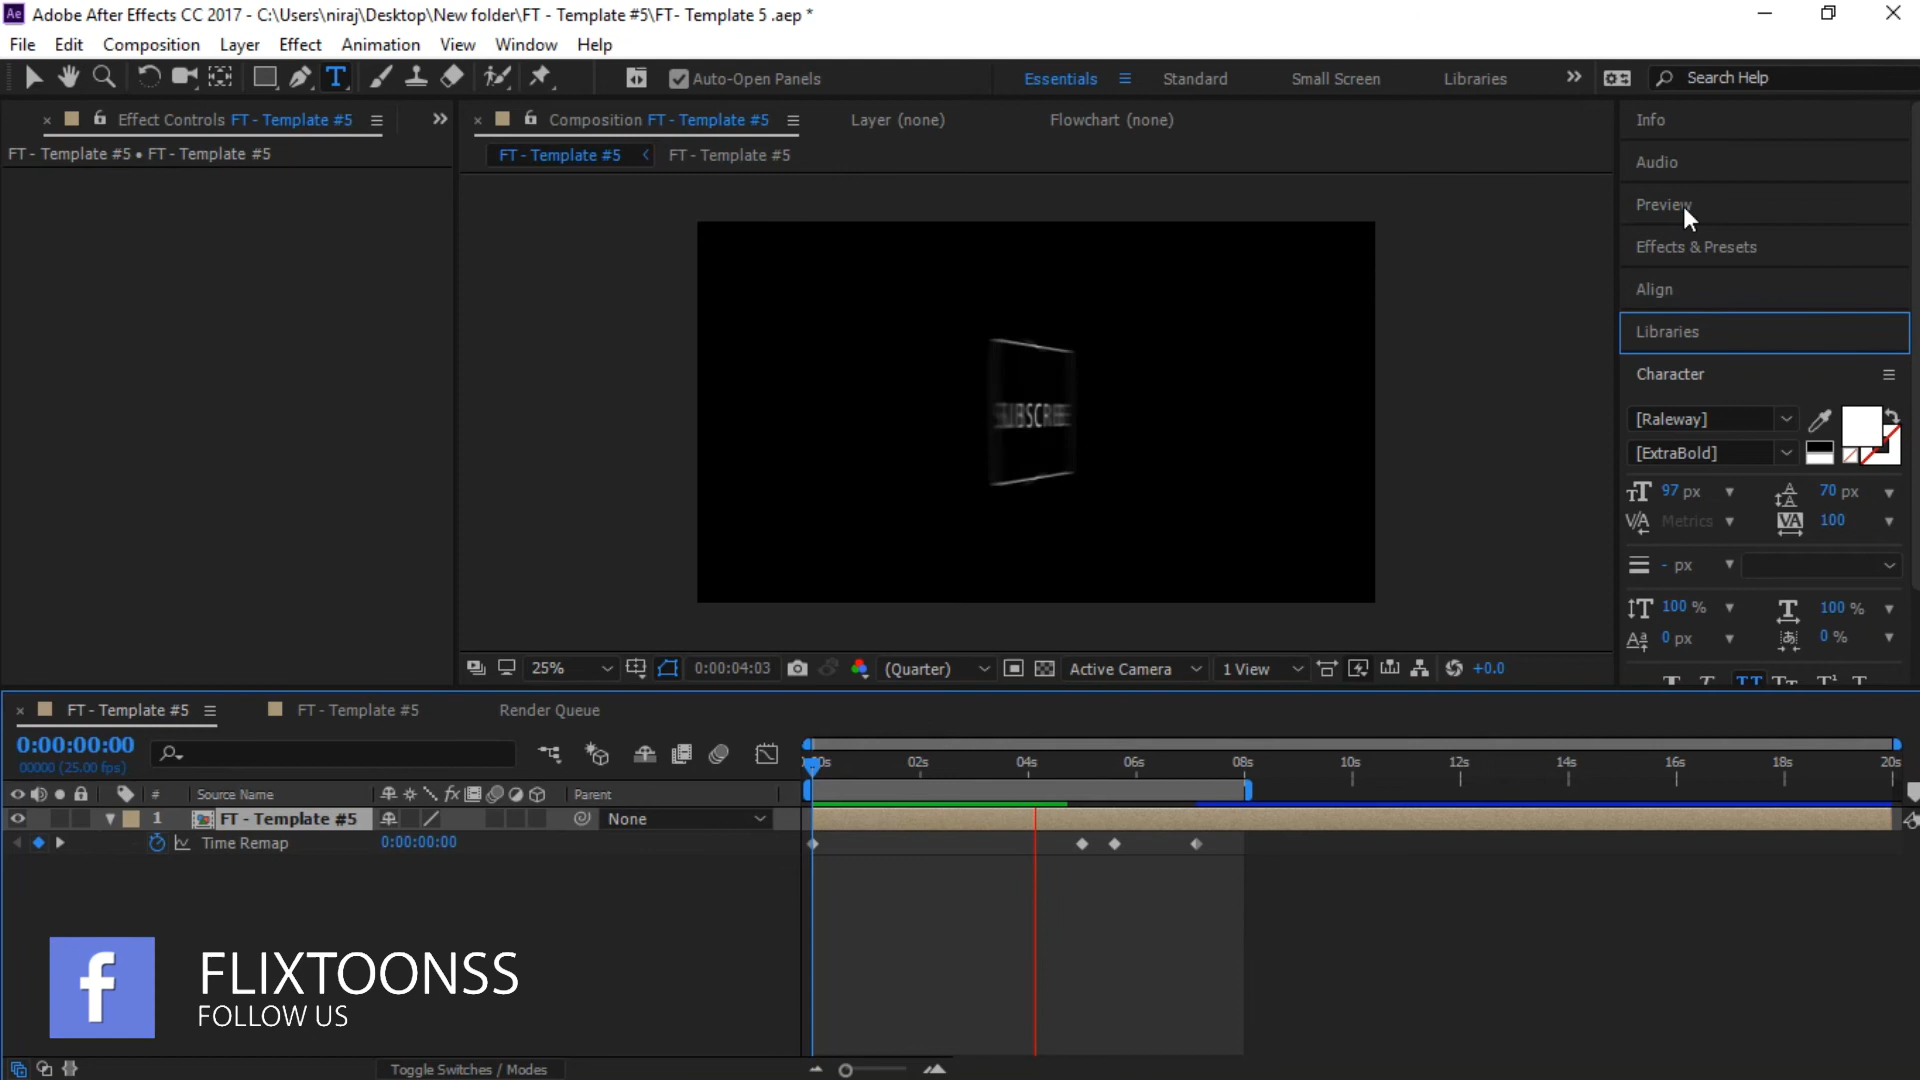 Ae Adobe After Effects CC 2017 - C:\Users\niraj\Desktop\New folder\FT - Template #5\FT- Template 5 .aep *
File Edit Composition Layer Effect Animation View Window Help
Auto-Open Panels Essentials Standard Small Screen Libraries Search Help
Effect Controls FT - Template #5
FT - Template #5 • FT - Template #5
Composition FT - Template #5 Layer (none) Flowchart (none)
FT - Template #5 FT - Template #5
SUBSCRIBE
25% 0:00:04:03 (Quarter) Active Camera 1 View +0.0
Info
Audio
Preview
Effects & Presets
Align
Libraries
Character
[Raleway]
[ExtraBold]
97 px 70 px
Metrics 100
- px
100 % 100 %
0 px 0 %
FT - Template #5 FT - Template #5 Render Queue
0:00:00:00
00000 (25.00 fps)
02s 04s 06s 08s 10s 12s 14s 16s 18s 20s
# Source Name fx Parent
1 FT - Template #5 None
Time Remap 0:00:00:00
f FLIXTOONSS
FOLLOW US
Toggle Switches / Modes